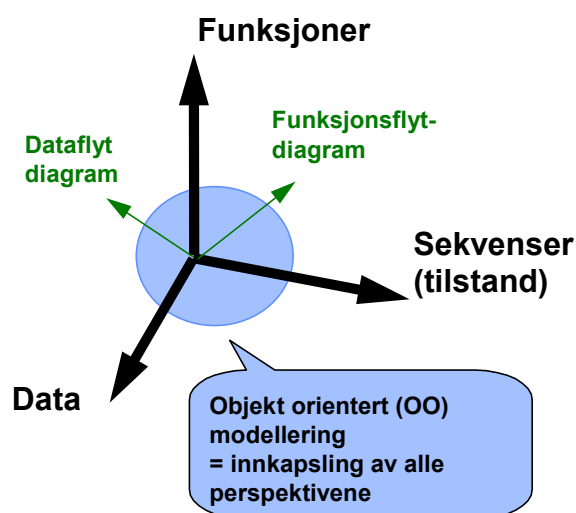 Funksjoner
Dataflyt
diagram
Funksjonsflyt-
diagram
Sekvenser
(tilstand)
Data
Objekt orientert (OO)
modellering
= innkapsling av alle
perspektivene